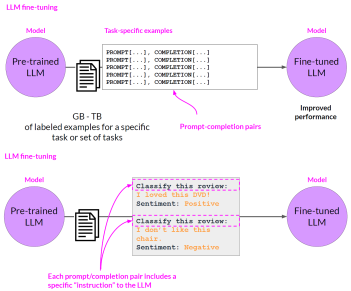 LLM fine-tuning
Model
Task-specific examples
Model
Pre-trained
LLM
PROMPT[...], COMPLETION[...]
PROMPT[...], COMPLETION[...]
PROMPT[...], COMPLETION[...]
PROMPT[...], COMPLETION[...]
PROMPT[...], COMPLETION[...]
Fine-tuned
LLM
GB - TB
of labeled examples for a specific
task or set of tasks
Prompt-completion pairs
Improved
performance
LLM fine-tuning
Model
Model
Pre-trained
LLM
Classify this review:
I loved this DVD!
Sentiment: Positive
Classify this review:
I don't like this
chair.
Sentiment: Negative
Fine-tuned
LLM
Each prompt/completion pair includes a
specific "instruction" to the LLM